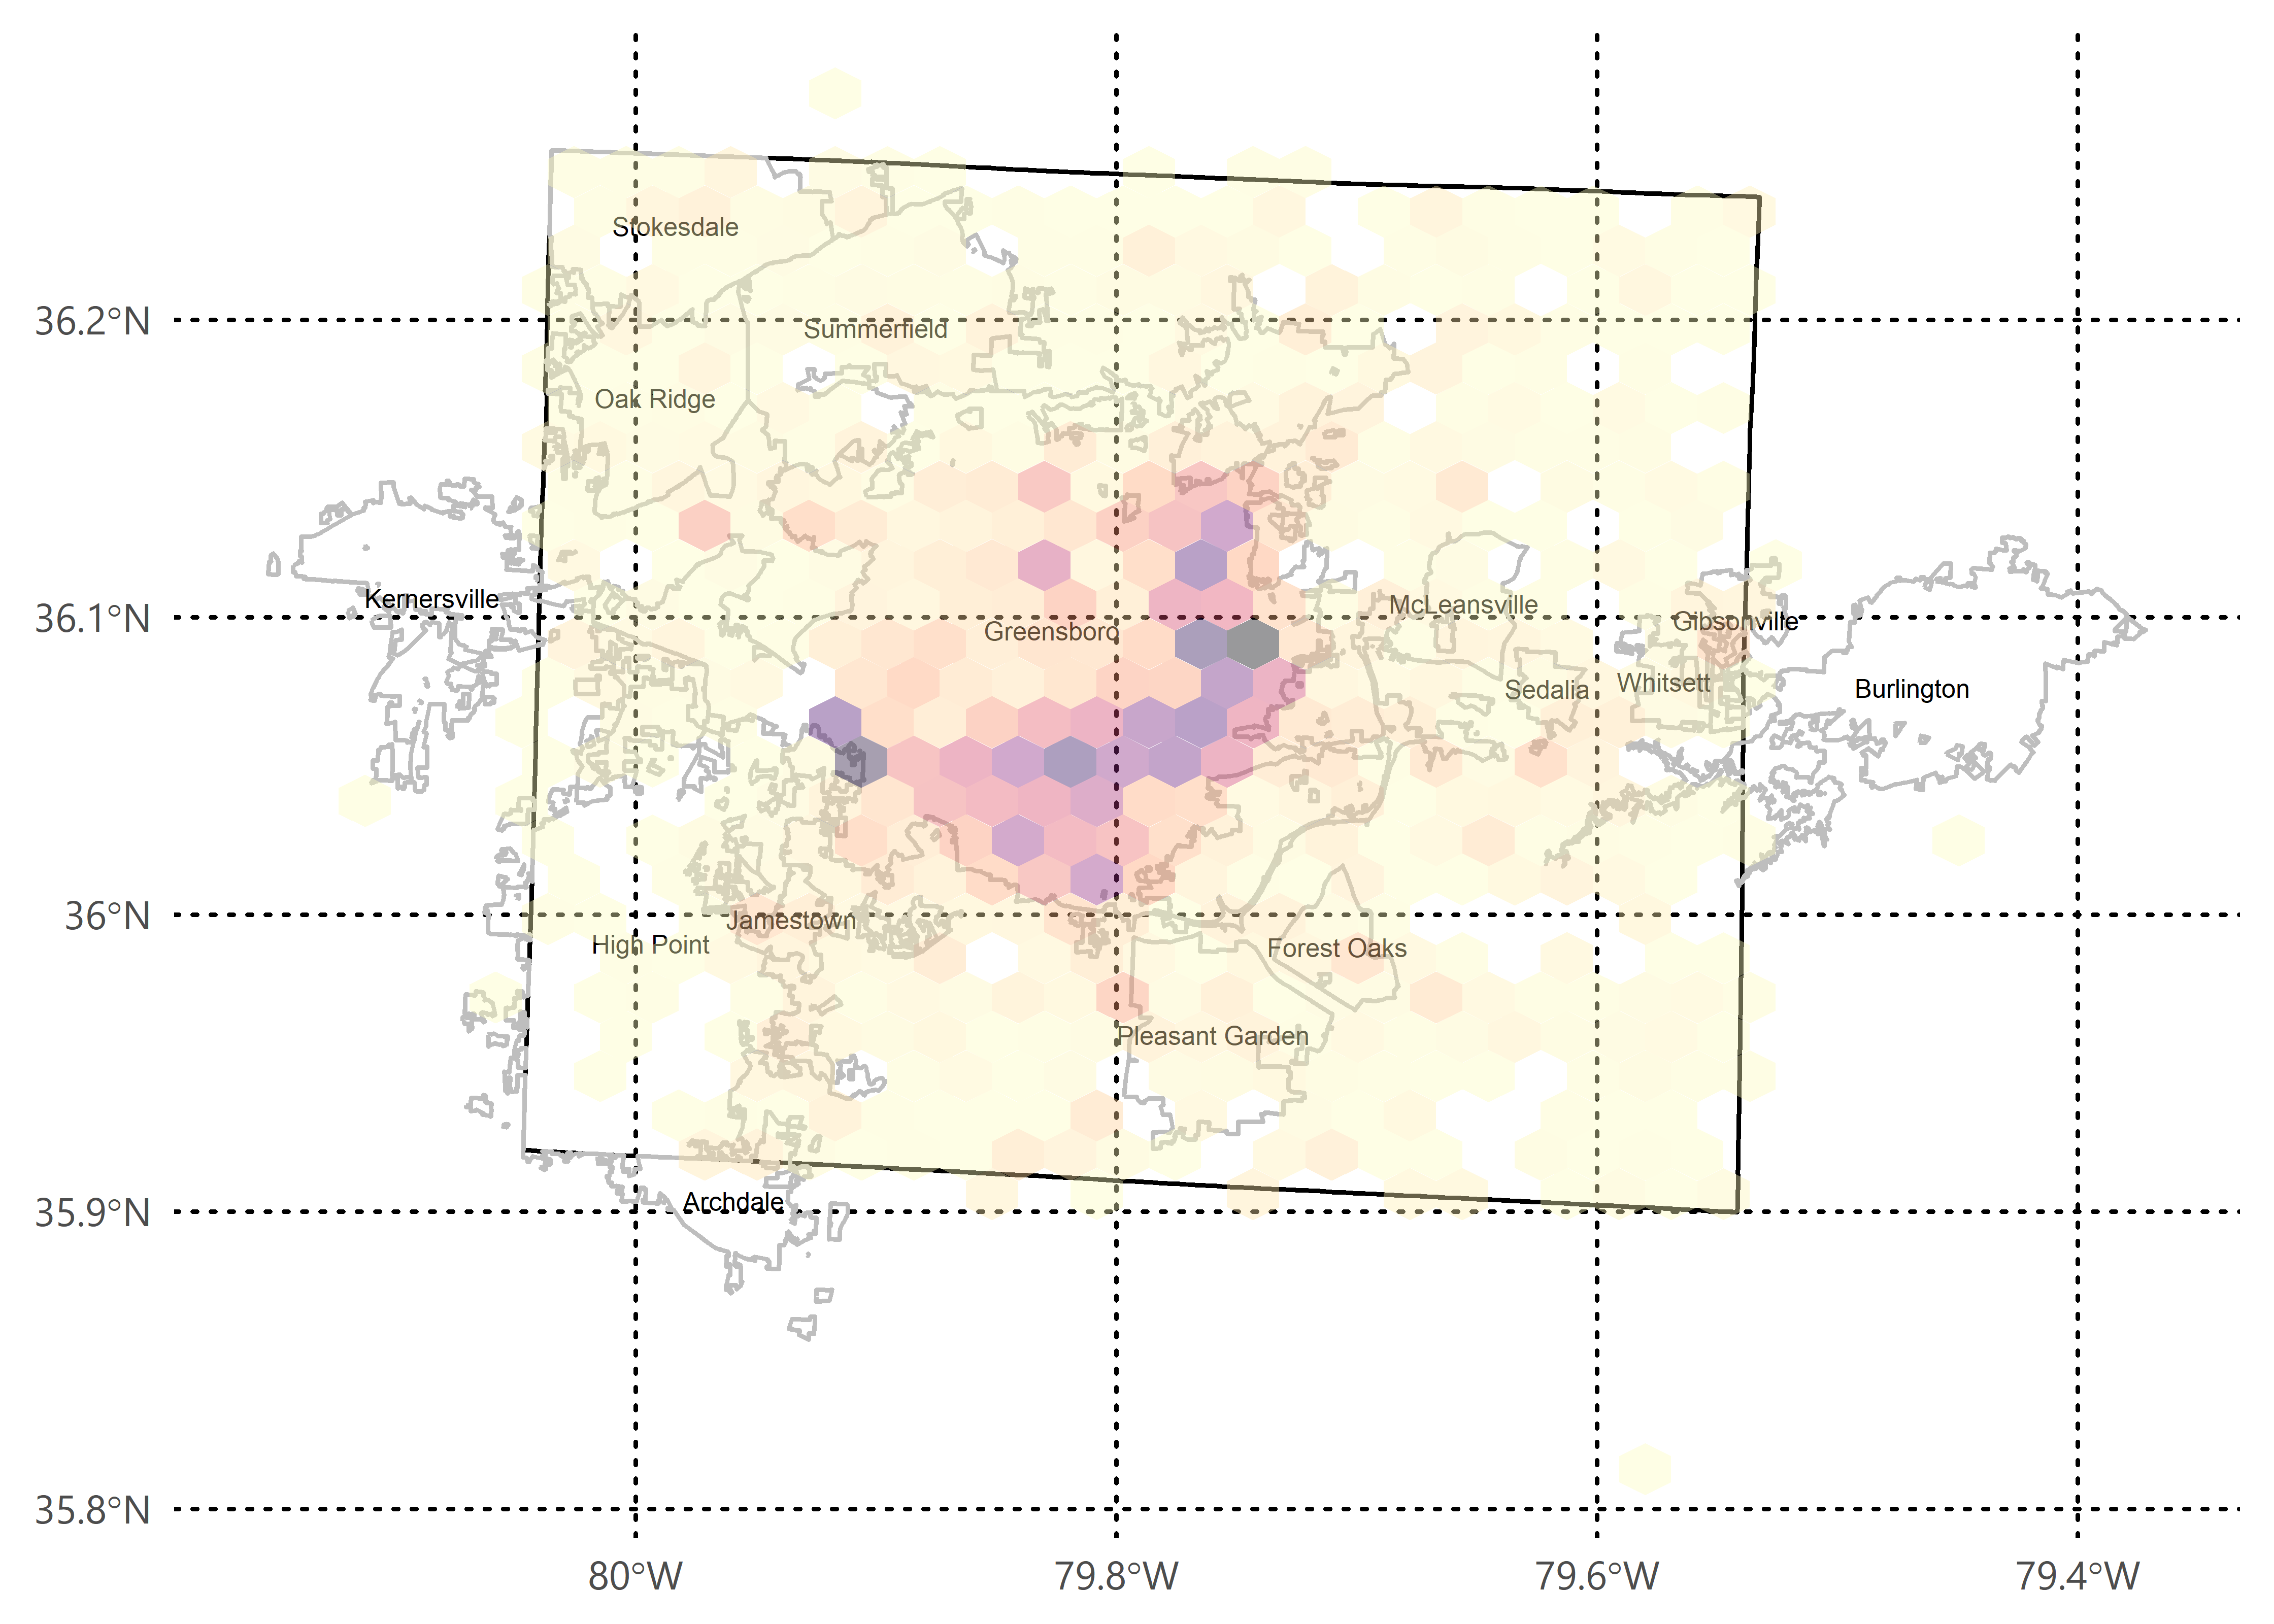 Stokesdale
36.2°N
Summerfield
Oak Ridge
Kernersville
McLeansville
36.1°N
Gibsonville
Greensboro
Whitsett
Sedalia
Burlington
36°N
Jamestown
High Point
Forest Oaks
Pleasant Garden
Archdale
35.9°N
35.8°N
80°W 79.8°W 79.6°W 79.4°W